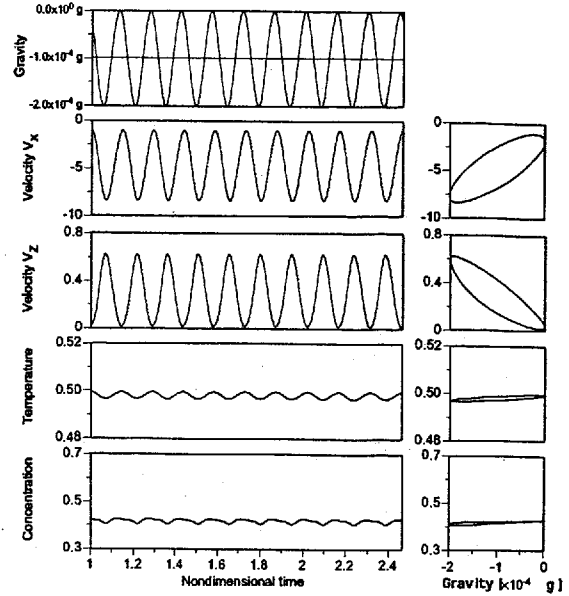 0.0x10⁰ g
-1.0x10⁻⁴ g
-2.0x10⁻⁴ g
Gravity
0
-5
-10
Velocity V_X
0
-5
-10
0.8
0.4
0
Velocity V_Z
0.8
0.4
0
0.52
0.50
0.48
Temperature
0.52
0.50
0.48
0.7
0.5
0.3
Concentration
0.7
0.5
0.3
1 1.2 1.4 1.6 1.8 2 2.2 2.4
Nondimensional time
-2 -1 0
Gravity [x10⁻⁴ g]